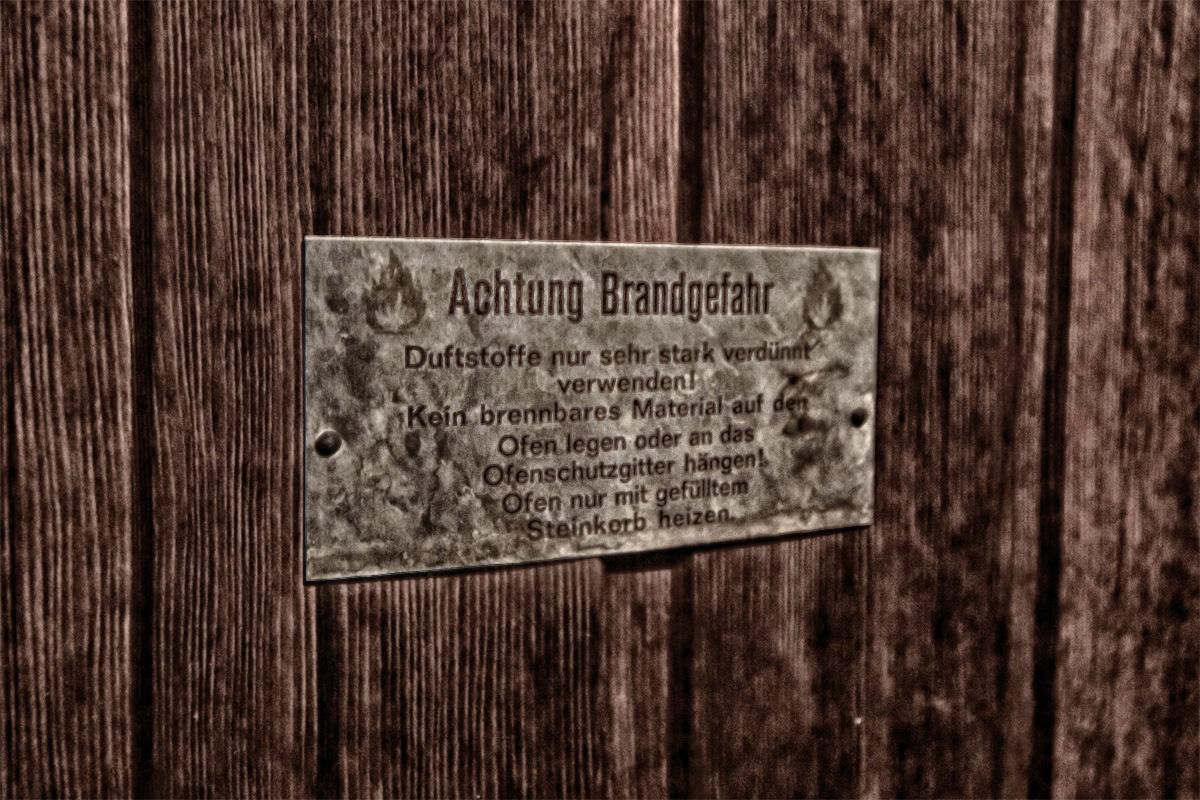 Achtung Brandgefahr
Duftstoffe nur sehr stark verdünnt
verwenden!
Kein brennbares Material auf den
Ofen legen oder an das
Ofenschutzgitter hängen!
Ofen nur mit gefülltem
Steinkorb heizen.